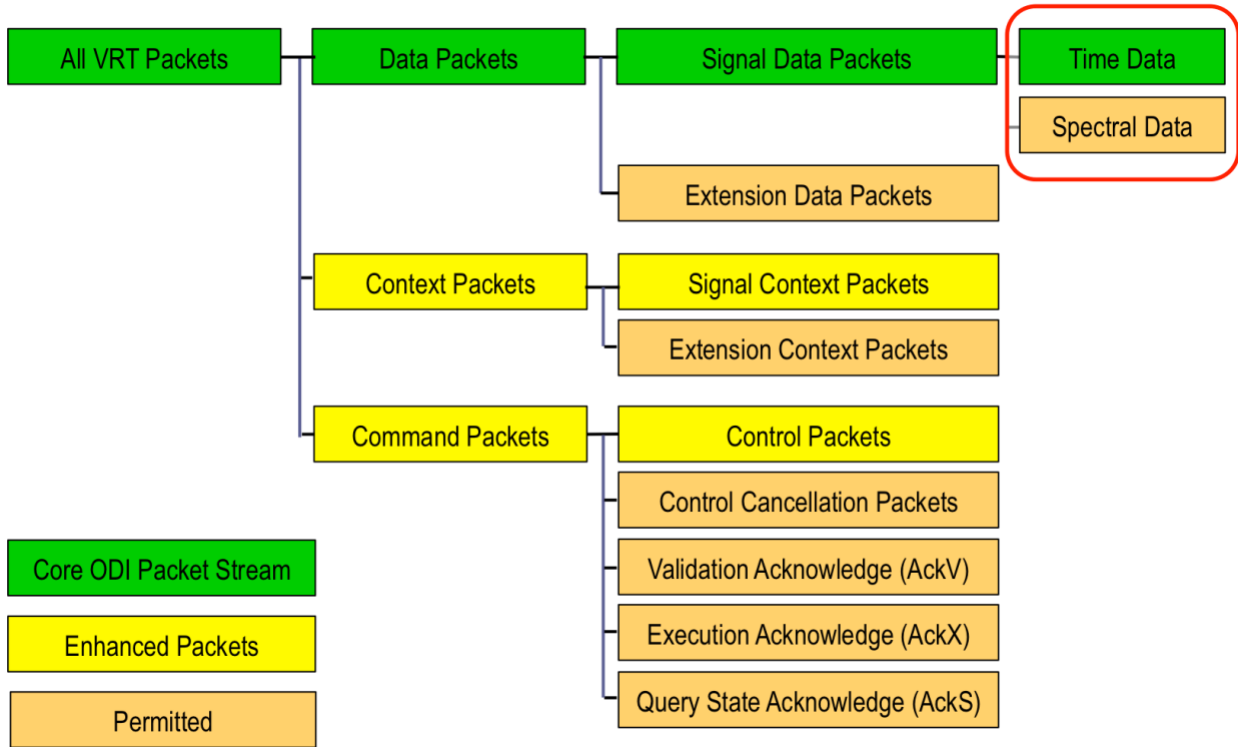 All VRT Packets
Data Packets
Signal Data Packets
Time Data
Spectral Data
Extension Data Packets
Context Packets
Signal Context Packets
Extension Context Packets
Command Packets
Control Packets
Control Cancellation Packets
Validation Acknowledge (AckV)
Execution Acknowledge (AckX)
Query State Acknowledge (AckS)
Core ODI Packet Stream
Enhanced Packets
Permitted